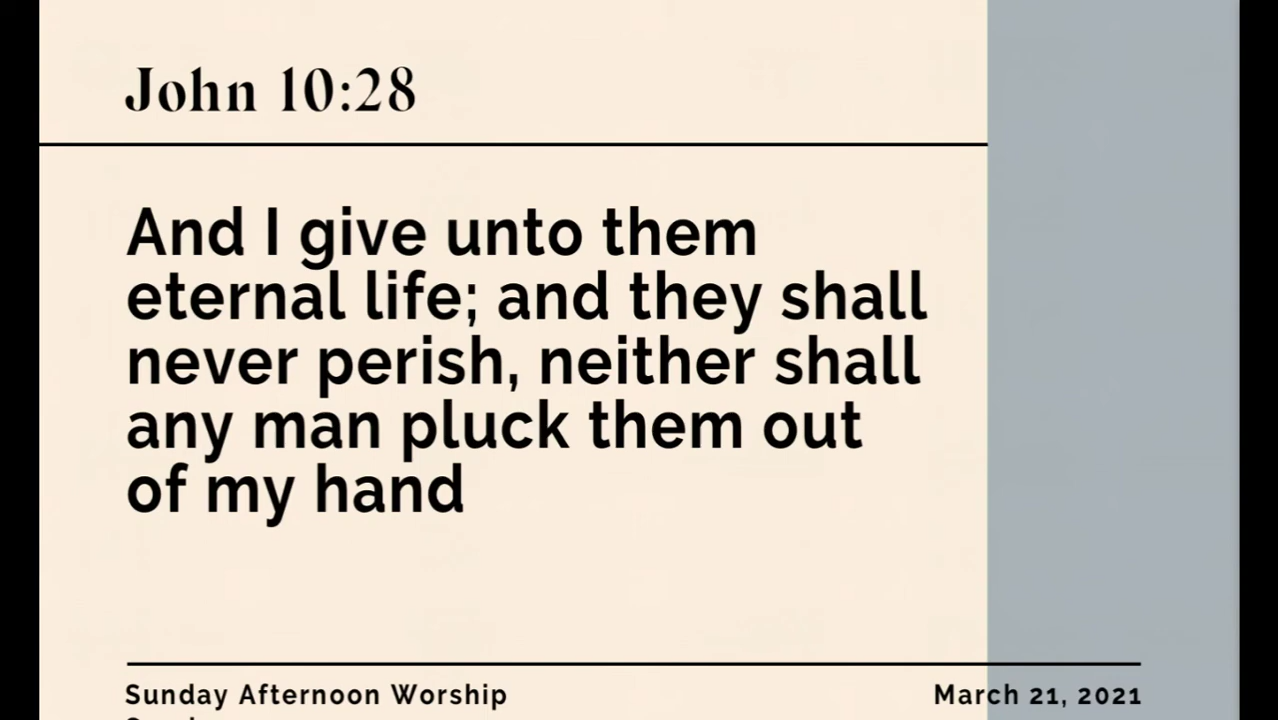 John 10:28
And I give unto them
eternal life; and they shall
never perish, neither shall
any man pluck them out
of my hand
Sunday Afternoon Worship
March 21, 2021